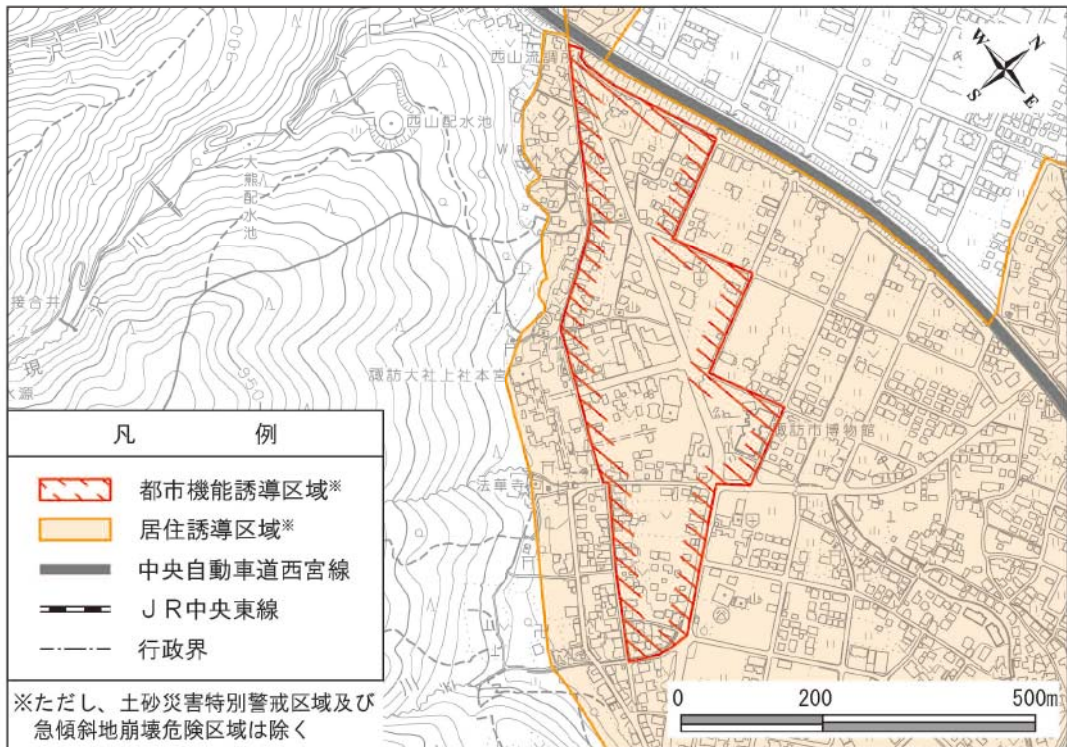 西山流調所
W
N
S
E
西山配水池
大熊配水池
接合井
水源
諏訪大社上社本宮
諏訪市博物館
法華寺
凡 例
都市機能誘導区域※
居住誘導区域※
中央自動車道西宮線
JR中央東線
行政界
※ただし、土砂災害特別警戒区域及び
急傾斜地崩壊危険区域は除く
0 200 500m